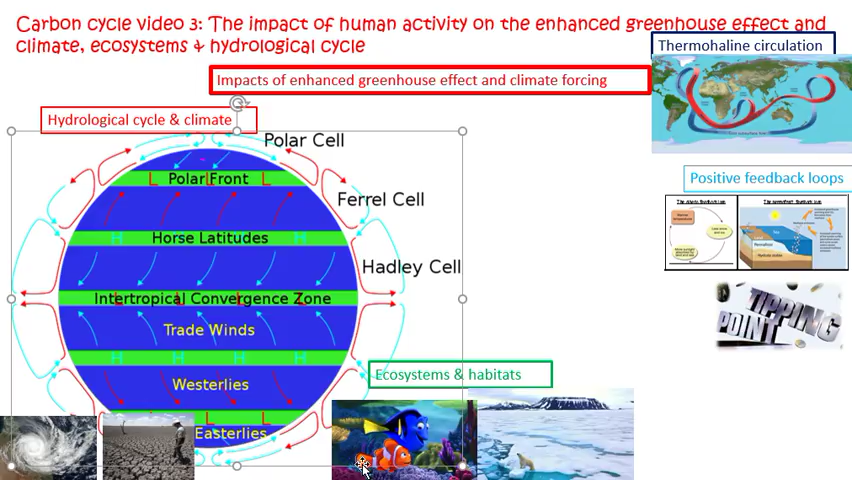 Carbon cycle video 3: The impact of human activity on the enhanced greenhouse effect and
climate, ecosystems & hydrological cycle
Thermohaline circulation
Impacts of enhanced greenhouse effect and climate forcing
Hydrological cycle & climate
Polar Cell
Positive feedback loops
L Polar Front L L
Ferrel Cell
H Horse Latitudes H
Hadley Cell
Intertropical Convergence Zone
L L L L
TIPPING
POINT
Trade Winds
H H H H
Ecosystems & habitats
Westerlies
L L
Easterlies